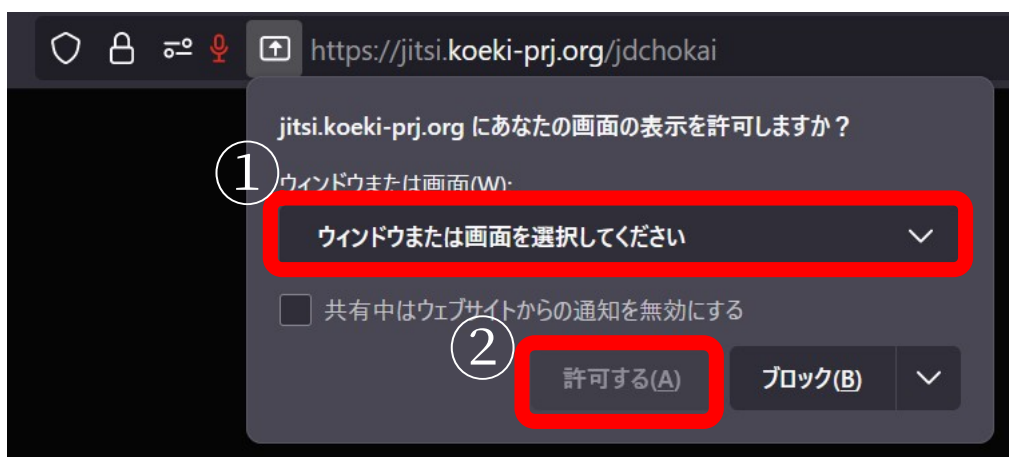 https://jitsi.koeki-prj.org/jdchokai
jitsi.koeki-prj.org にあなたの画面の表示を許可しますか？
①
ウィンドウまたは画面(W):
ウィンドウまたは画面を選択してください
共有中はウェブサイトからの通知を無効にする
②
許可する(A)
ブロック(B)